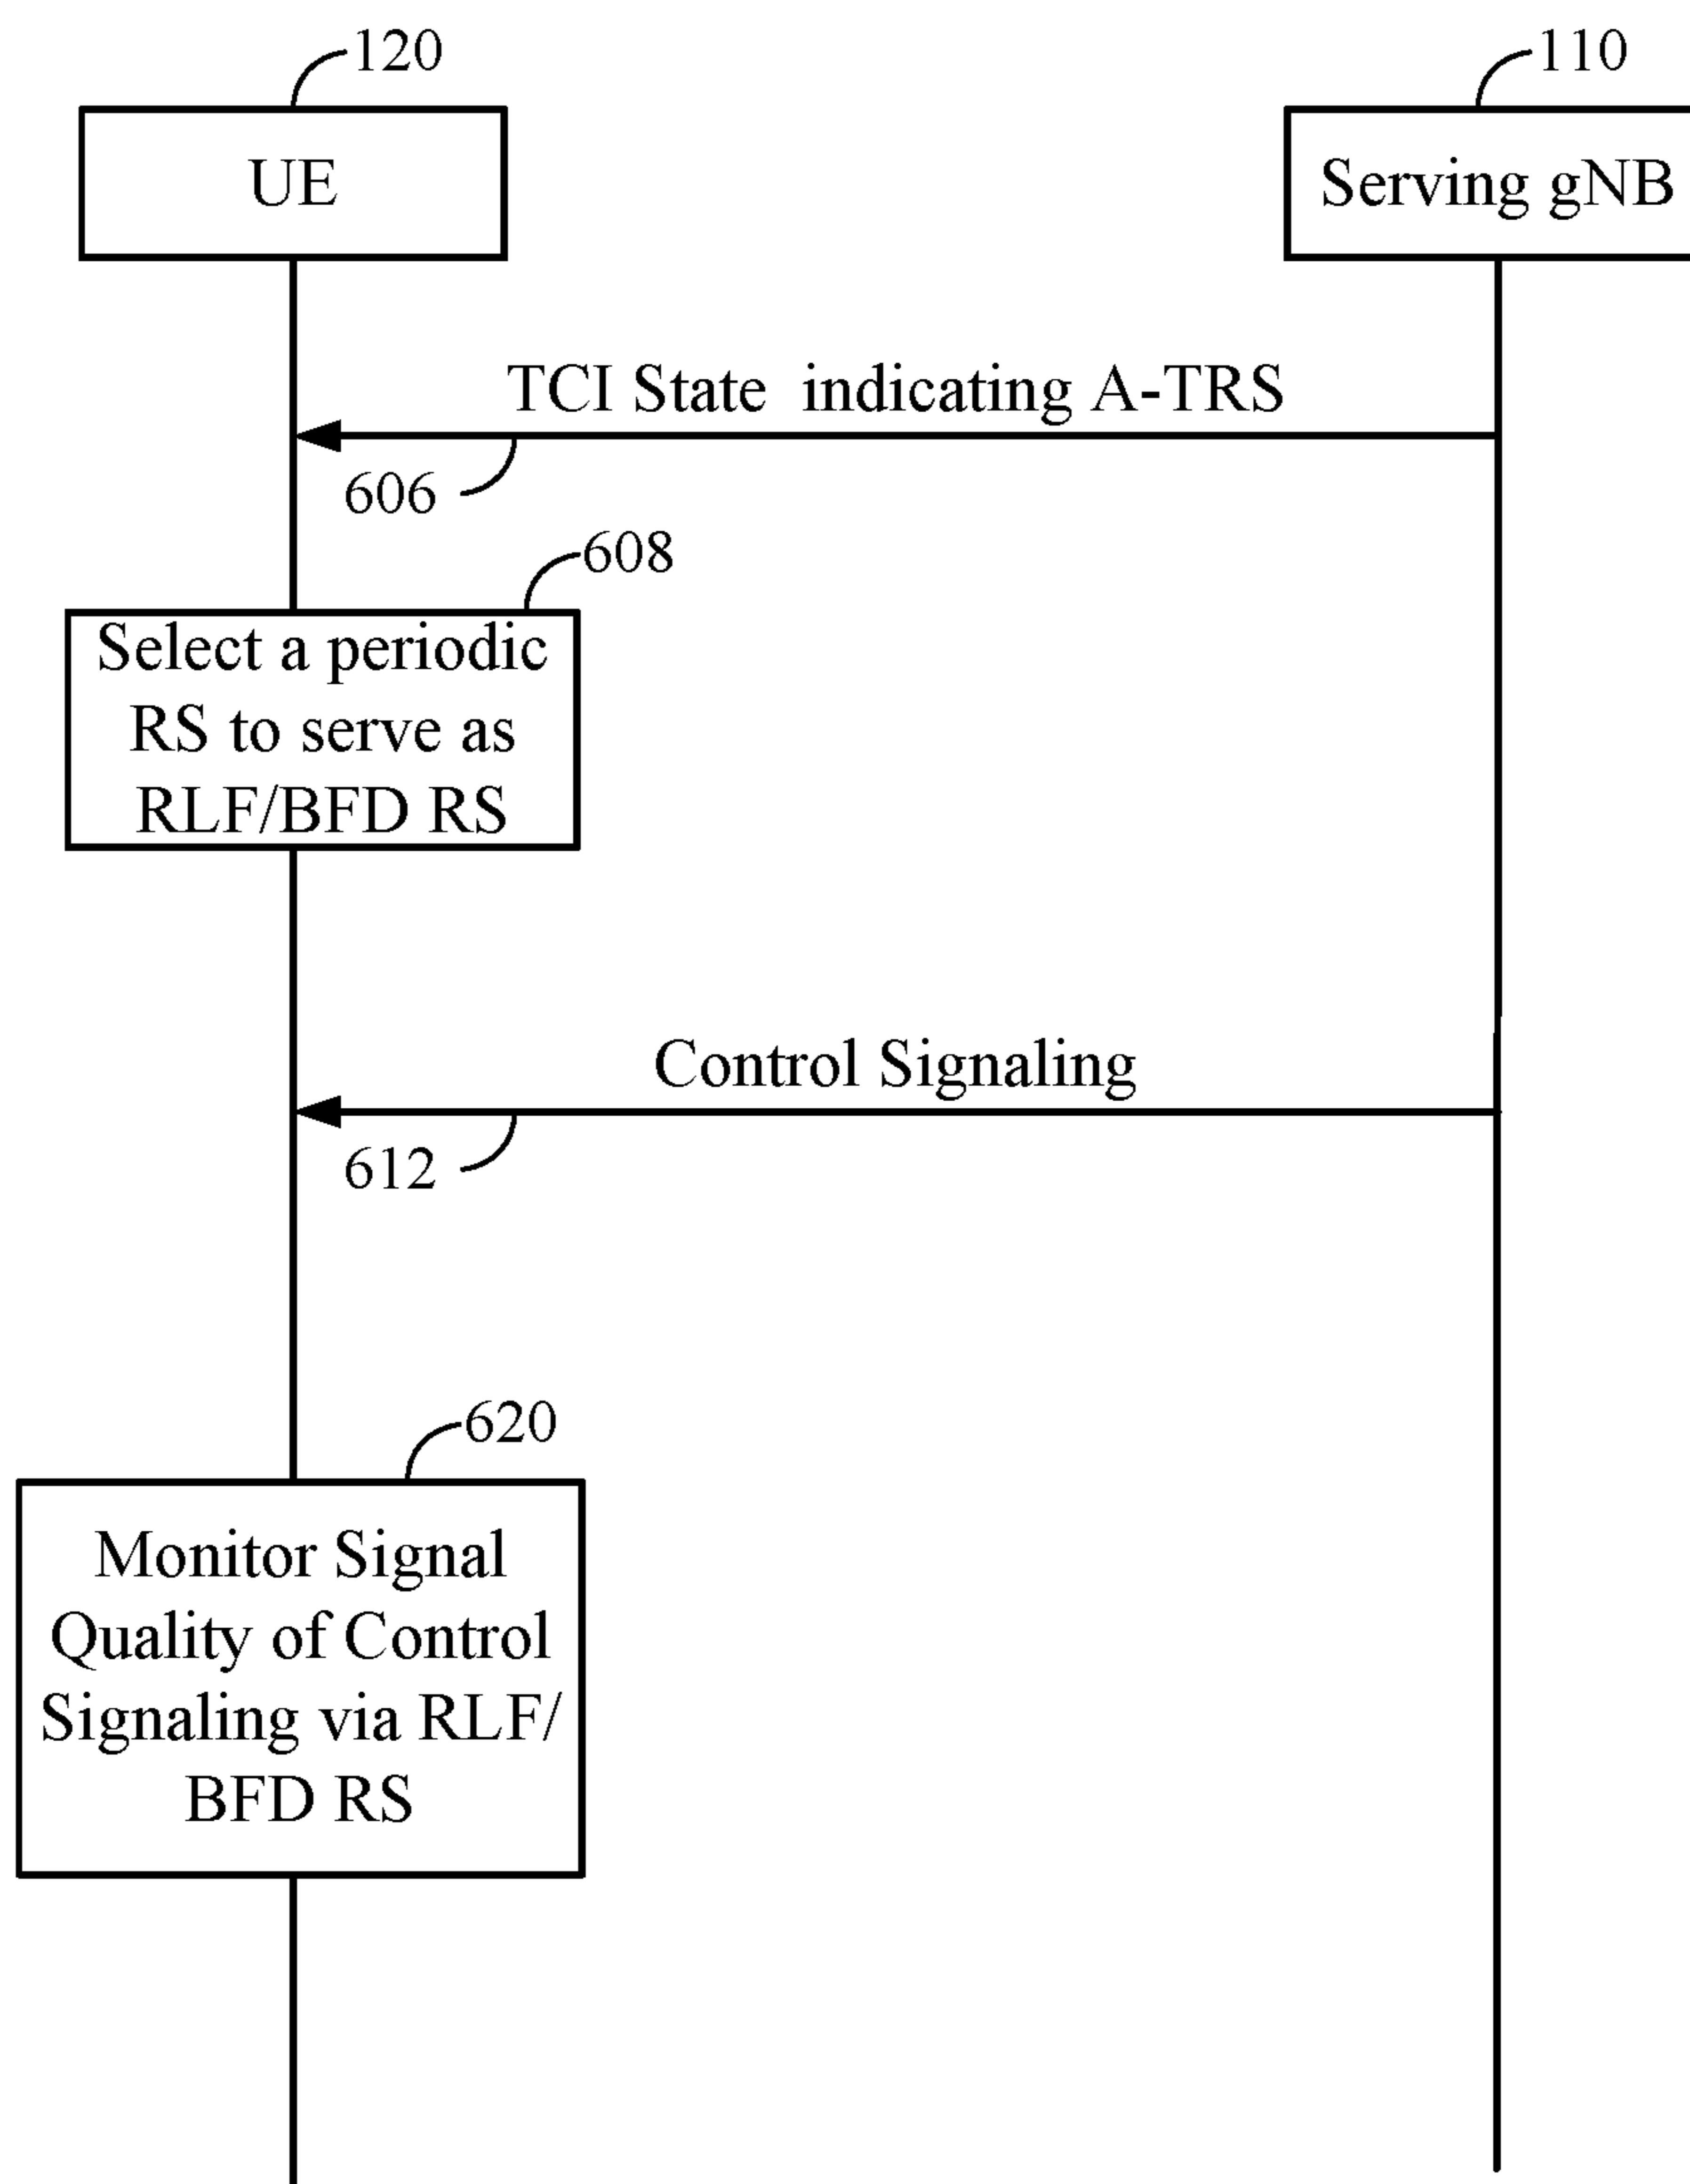 120
110
UE
Serving gNB
TCI State indicating A-TRS
606
608
Select a periodic
RS to serve as
RLF/BFD RS
Control Signaling
612
620
Monitor Signal
Quality of Control
Signaling via RLF/
BFD RS